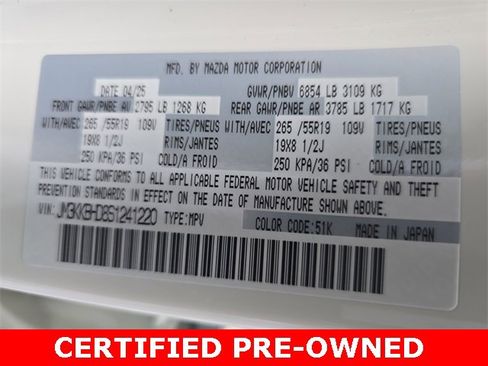 MFD. BY MAZDA MOTOR CORPORATION
DATE 04/25 GVWR/PNBV 6854 LB 3109 KG
FRONT GAWR/PNBE AV 2795 LB 1268 KG REAR GAWR/PNBE AR 3785 LB 1717 KG
WITH/AVEC 265 /55R19 109V TIRES/PNEUS WITH/AVEC 265 /55R19 109V TIRES/PNEUS
19X8 1/2J RIMS/JANTES 19X8 1/2J RIMS/JANTES
250 KPA/36 PSI COLD/A FROID 250 KPA/36 PSI COLD/A FROID
THIS VEHICLE CONFORMS TO ALL APPLICABLE FEDERAL MOTOR VEHICLE SAFETY AND THEFT
PREVENTION STANDARDS IN EFFECT ON THE DATE OF MANUFACTURE SHOWN ABOVE.
VIN: TYPE:MPV COLOR CODE:51K MADE IN JAPAN
CERTIFIED PRE-OWNED